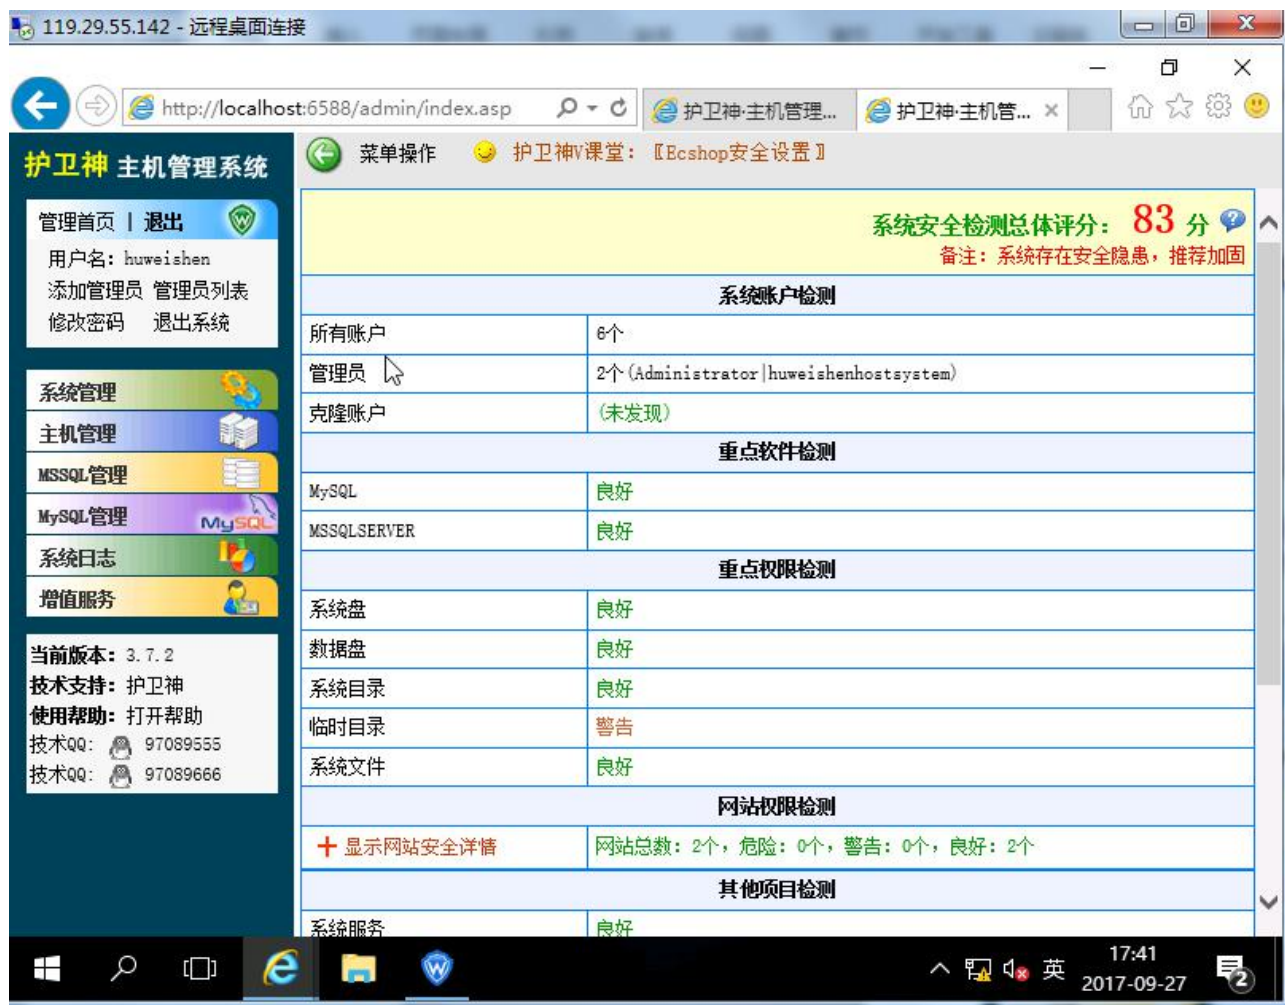 119.29.55.142 - 远程桌面连接
http://localhost:6588/admin/index.asp
护卫神·主机管理...
护卫神·主机管...
护卫神 主机管理系统
菜单操作 护卫神V课堂：〖Ecshop安全设置〗
管理首页 | 退出
用户名: huweishen
添加管理员 管理员列表
修改密码 退出系统
系统管理
主机管理
MSSQL管理
MySQL管理
MySQL
系统日志
增值服务
当前版本: 3.7.2
技术支持: 护卫神
使用帮助: 打开帮助
技术QQ: 97089555
技术QQ: 97089666
系统安全检测总体评分： 83 分
备注：系统存在安全隐患，推荐加固
系统账户检测
所有账户 6个
管理员 2个(Administrator|huweishenhostsystem)
克隆账户 (未发现)
重点软件检测
MySQL 良好
MSSQLSERVER 良好
重点权限检测
系统盘 良好
数据盘 良好
系统目录 良好
临时目录 警告
系统文件 良好
网站权限检测
显示网站安全详情 网站总数：2个，危险：0个，警告：0个，良好：2个
其他项目检测
系统服务 良好
英
17:41
2017-09-27
2